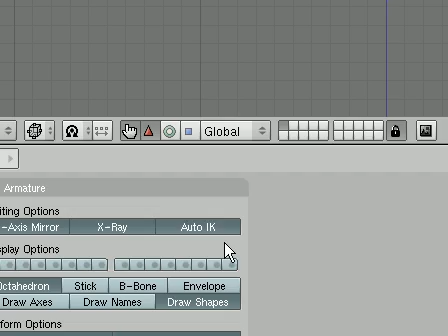 Global
Armature
iting Options
-Axis Mirror X-Ray Auto IK
splay Options
Octahedron Stick B-Bone Envelope
Draw Axes Draw Names Draw Shapes
form Options